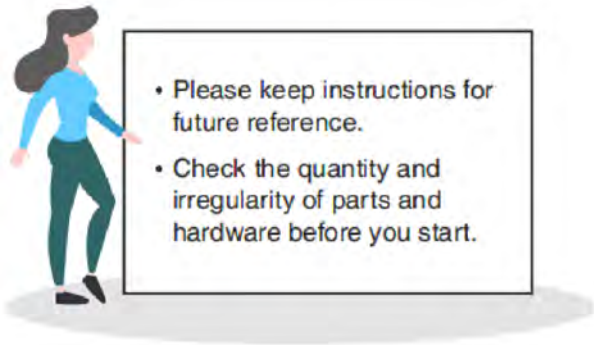 • Please keep instructions for
future reference.
• Check the quantity and
irregularity of parts and
hardware before you start.